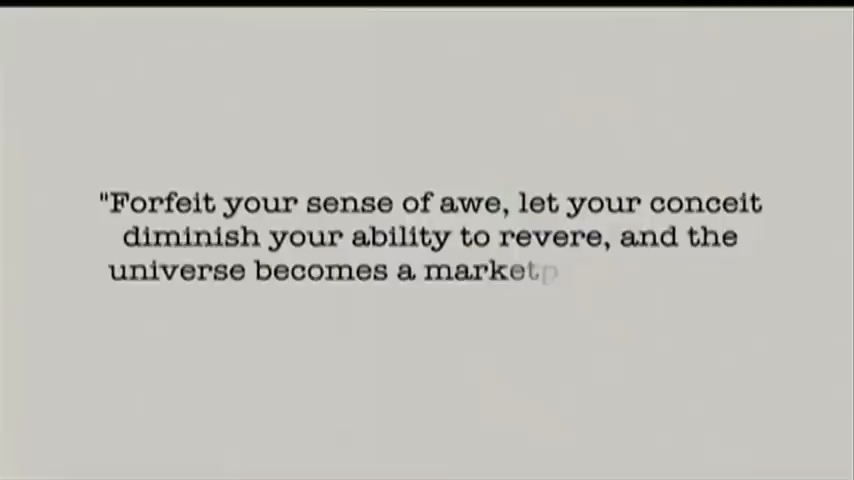 "Forfeit your sense of awe, let your conceit
diminish your ability to revere, and the
universe becomes a marketp